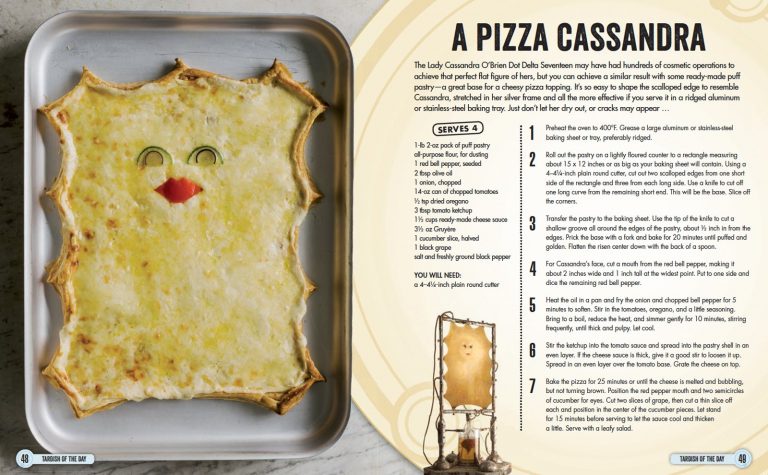 A PIZZA CASSANDRA
The Lady Cassandra O'Brien Dot Delta Seventeen may have had hundreds of cosmetic operations to
achieve that perfect flat figure of hers, but you can achieve a similar result with some ready-made puff
pastry—a great base for a cheesy pizza topping. It's so easy to shape the scalloped edge to resemble
Cassandra, stretched in her silver frame and all the more effective if you serve it in a ridged aluminum
or stainless-steel baking tray. Just don't let her dry out, or cracks may appear ...
SERVES 4
1-lb 2-oz pack of puff pastry
all-purpose flour, for dusting
1 red bell pepper, seeded
2 tbsp olive oil
1 onion, chopped
14-oz can of chopped tomatoes
½ tsp dried oregano
3 tbsp tomato ketchup
1½ cups ready-made cheese sauce
3½ oz Gruyère
1 cucumber slice, halved
1 black grape
salt and freshly ground black pepper
YOU WILL NEED:
a 4–4¼-inch plain round cutter
1 Preheat the oven to 400°F. Grease a large aluminum or stainless-steel
baking sheet or tray, preferably ridged.
2 Roll out the pastry on a lightly floured counter to a rectangle measuring
about 15 x 12 inches or as big as your baking sheet will contain. Using a
4–4¼-inch plain round cutter, cut out two scalloped edges from one short
side of the rectangle and three from each long side. Use a knife to cut off
one long curve from the remaining short end. This will be the base. Slice off
the corners.
3 Transfer the pastry to the baking sheet. Use the tip of the knife to cut a
shallow groove all around the edges of the pastry, about ½ inch in from the
edges. Prick the base with a fork and bake for 20 minutes until puffed and
golden. Flatten the risen center down with the back of a spoon.
4 For Cassandra's face, cut a mouth from the red bell pepper, making it
about 2 inches wide and 1 inch tall at the widest point. Put to one side and
dice the remaining red bell pepper.
5 Heat the oil in a pan and fry the onion and chopped bell pepper for 5
minutes to soften. Stir in the tomatoes, oregano, and a little seasoning.
Bring to a boil, reduce the heat, and simmer gently for 10 minutes, stirring
frequently, until thick and pulpy. Let cool.
6 Stir the ketchup into the tomato sauce and spread into the pastry shell in an
even layer. If the cheese sauce is thick, give it a good stir to loosen it up.
Spread in an even layer over the tomato base. Grate the cheese on top.
7 Bake the pizza for 25 minutes or until the cheese is melted and bubbling,
but not turning brown. Position the red pepper mouth and two semicircles
of cucumber for eyes. Cut two slices of grape, then cut a thin slice off
each and position in the center of the cucumber pieces. Let stand
for 15 minutes before serving to let the sauce cool and thicken
a little. Serve with a leafy salad.
48 TARDISH OF THE DAY
TARDISH OF THE DAY 49